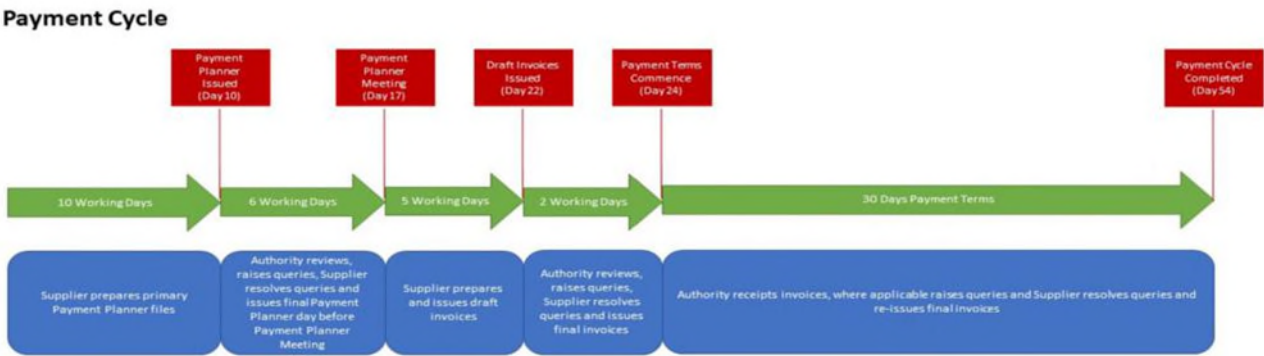 Payment Cycle
Payment
Planner
Issued
(Day 10)
Payment
Planner
Meeting
(Day 17)
Draft Invoices
Issued
(Day 22)
Payment Terms
Commence
(Day 24)
Payment Cycle
Completed
(Day 54)
10 Working Days
6 Working Days
5 Working Days
2 Working Days
30 Days Payment Terms
Supplier prepares primary
Payment Planner files
Authority reviews,
raises queries, Supplier
resolves queries and
issues final Payment
Planner day before
Payment Planner
Meeting
Supplier prepares
and issues draft
invoices
Authority reviews,
raises queries,
Supplier resolves
queries and issues
final invoices
Authority receipts invoices, where applicable raises queries and Supplier resolves queries and
re-issues final invoices